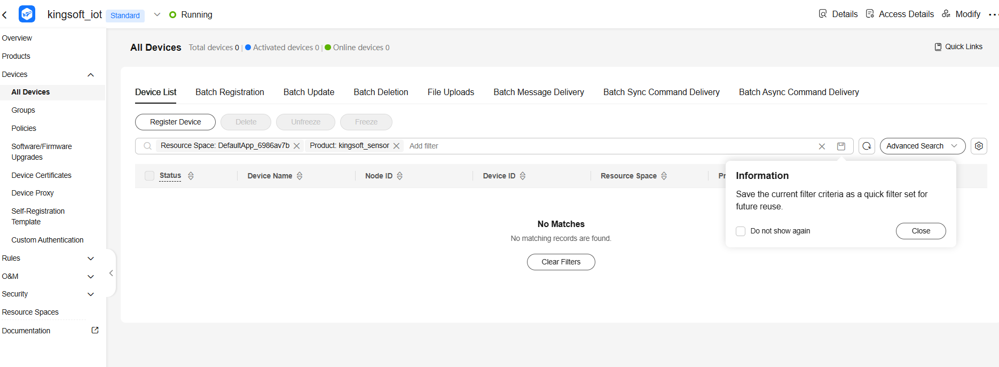 kingsoft_iot Standard Running Details Access Details Modify
Overview
Products
Devices
All Devices
Groups
Policies
Software/Firmware
Upgrades
Device Certificates
Device Proxy
Self-Registration
Template
Custom Authentication
Rules
O&M
Security
Resource Spaces
Documentation
All Devices Total devices 0 | Activated devices 0 | Online devices 0 Quick Links
Device List Batch Registration Batch Update Batch Deletion File Uploads Batch Message Delivery Batch Sync Command Delivery Batch Async Command Delivery
Register Device Delete Unfreeze Freeze
Resource Space: DefaultApp_6986av7b Product: kingsoft_sensor Add filter Advanced Search
Status Device Name Node ID Device ID Resource Space
Information
Save the current filter criteria as a quick filter set for
future reuse.
Do not show again Close
No Matches
No matching records are found.
Clear Filters